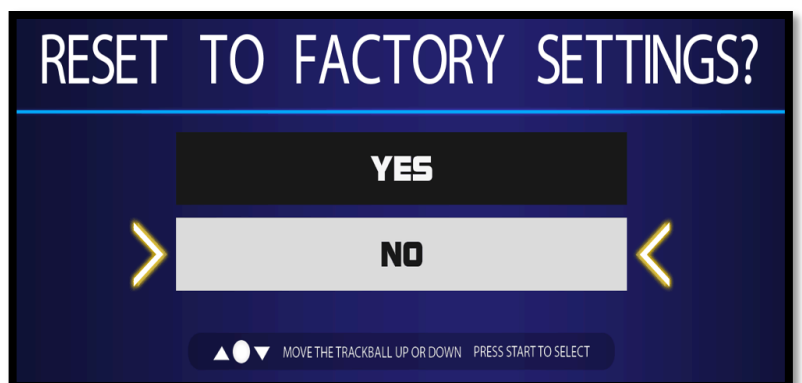 RESET TO FACTORY SETTINGS?
YES
NO
MOVE THE TRACKBALL UP OR DOWN PRESS START TO SELECT